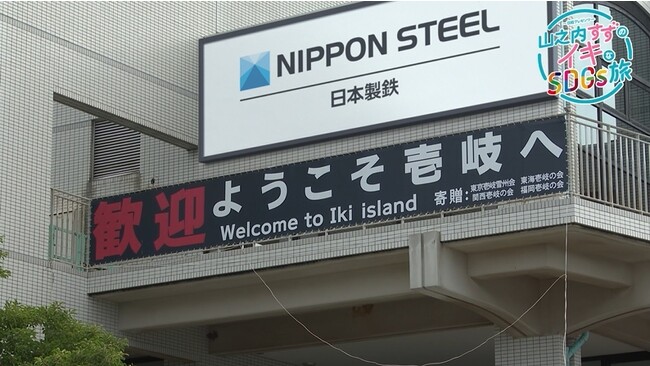 山之内すずの
イキな
SDGs旅
NIPPON STEEL
日本製鉄
歓迎ようこそ壱岐へ
Welcome to Iki island
寄贈:
東京壱岐雪州会 東海壱岐の会
関西壱岐の会 福岡壱岐の会